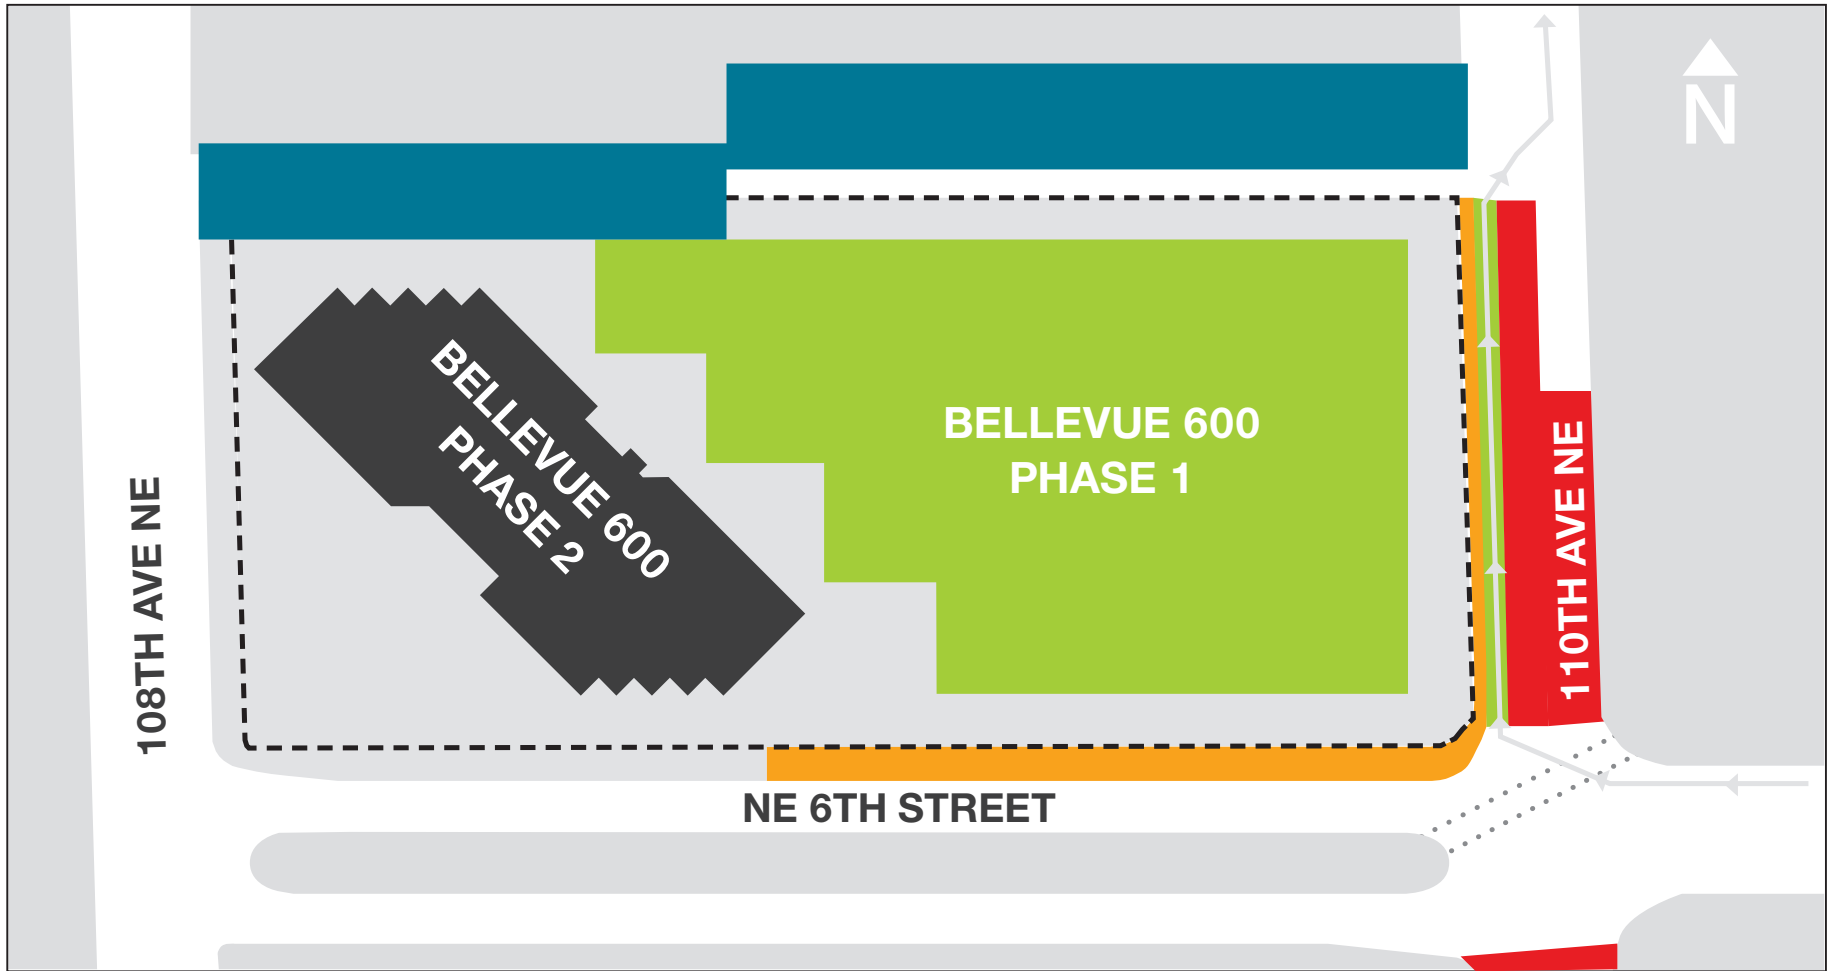 N
BELLEVUE 600
PHASE 2
BELLEVUE 600
PHASE 1
108TH AVE NE
110TH AVE NE
NE 6TH STREET